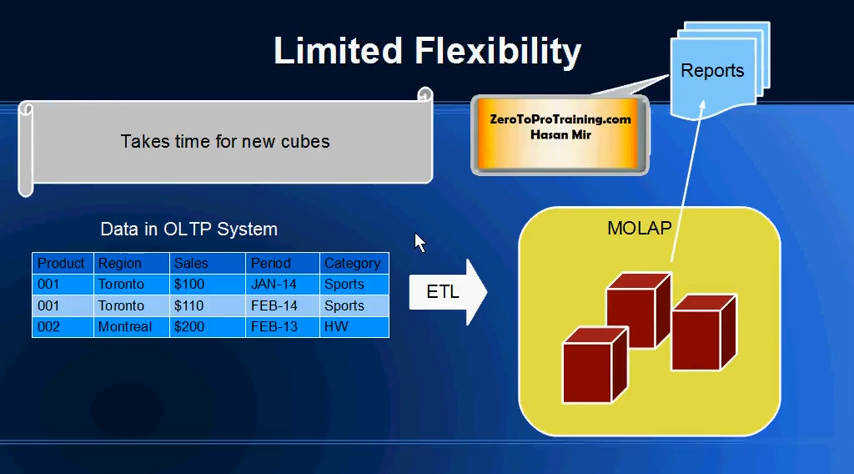 Limited Flexibility
Reports
Takes time for new cubes
ZeroToProTraining.com
Hasan Mir
Data in OLTP System
Product Region Sales Period Category
001 Toronto $100 JAN-14 Sports
001 Toronto $110 FEB-14 Sports
002 Montreal $200 FEB-13 HW
ETL
MOLAP